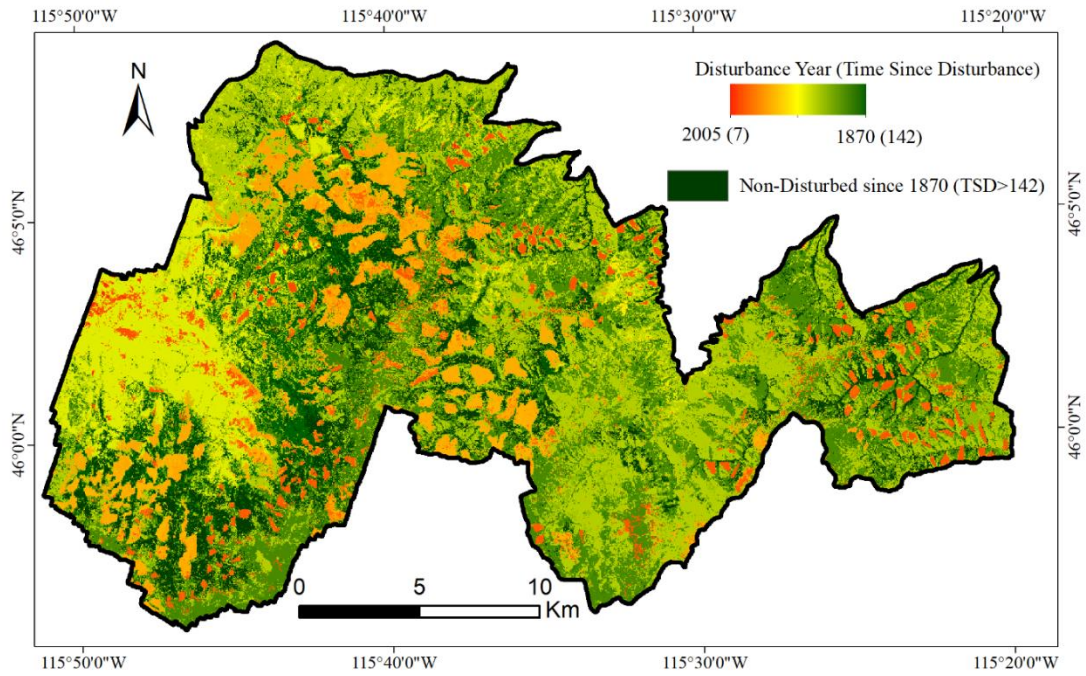 115°50'0"W 115°40'0"W 115°30'0"W 115°20'0"W
N
Disturbance Year (Time Since Disturbance)
2005 (7) 1870 (142)
Non-Disturbed since 1870 (TSD>142)
46°5'0"N
46°5'0"N
46°0'0"N
46°0'0"N
0 5 10
Km
115°50'0"W 115°40'0"W 115°30'0"W 115°20'0"W